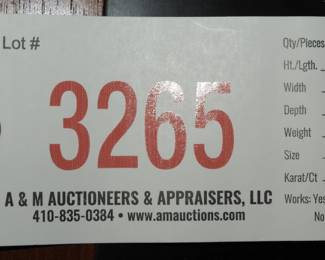 Lot #
3265
A & M AUCTIONEERS & APPRAISERS, LLC
410-835-0384 • www.amauctions.com
Qty/Pieces
Ht./Lgth.
Width
Depth
Weight
Size
Karat/Ct
Works: Yes
No